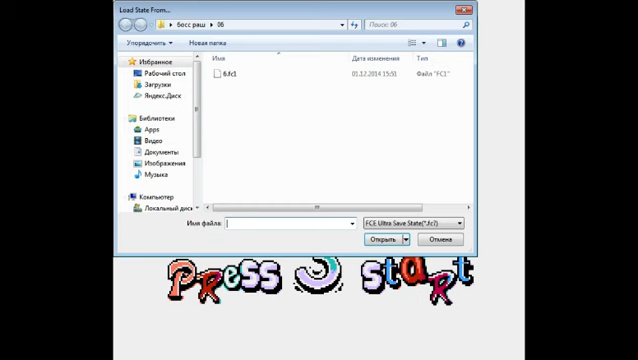 Load State From...
босс раш ▸ 06
Поиск: 06
Упорядочить
Новая папка
Имя
Дата изменения
Тип
6.fc1
01.12.2014 15:51
Файл "FC1"
Избранное
Рабочий стол
Загрузки
Яндекс.Диск
Библиотеки
Apps
Видео
Документы
Изображения
Музыка
Компьютер
Локальный диск
Имя файла:
FCE Ultra Save State(*.fc?)
Открыть
Отмена
Press start